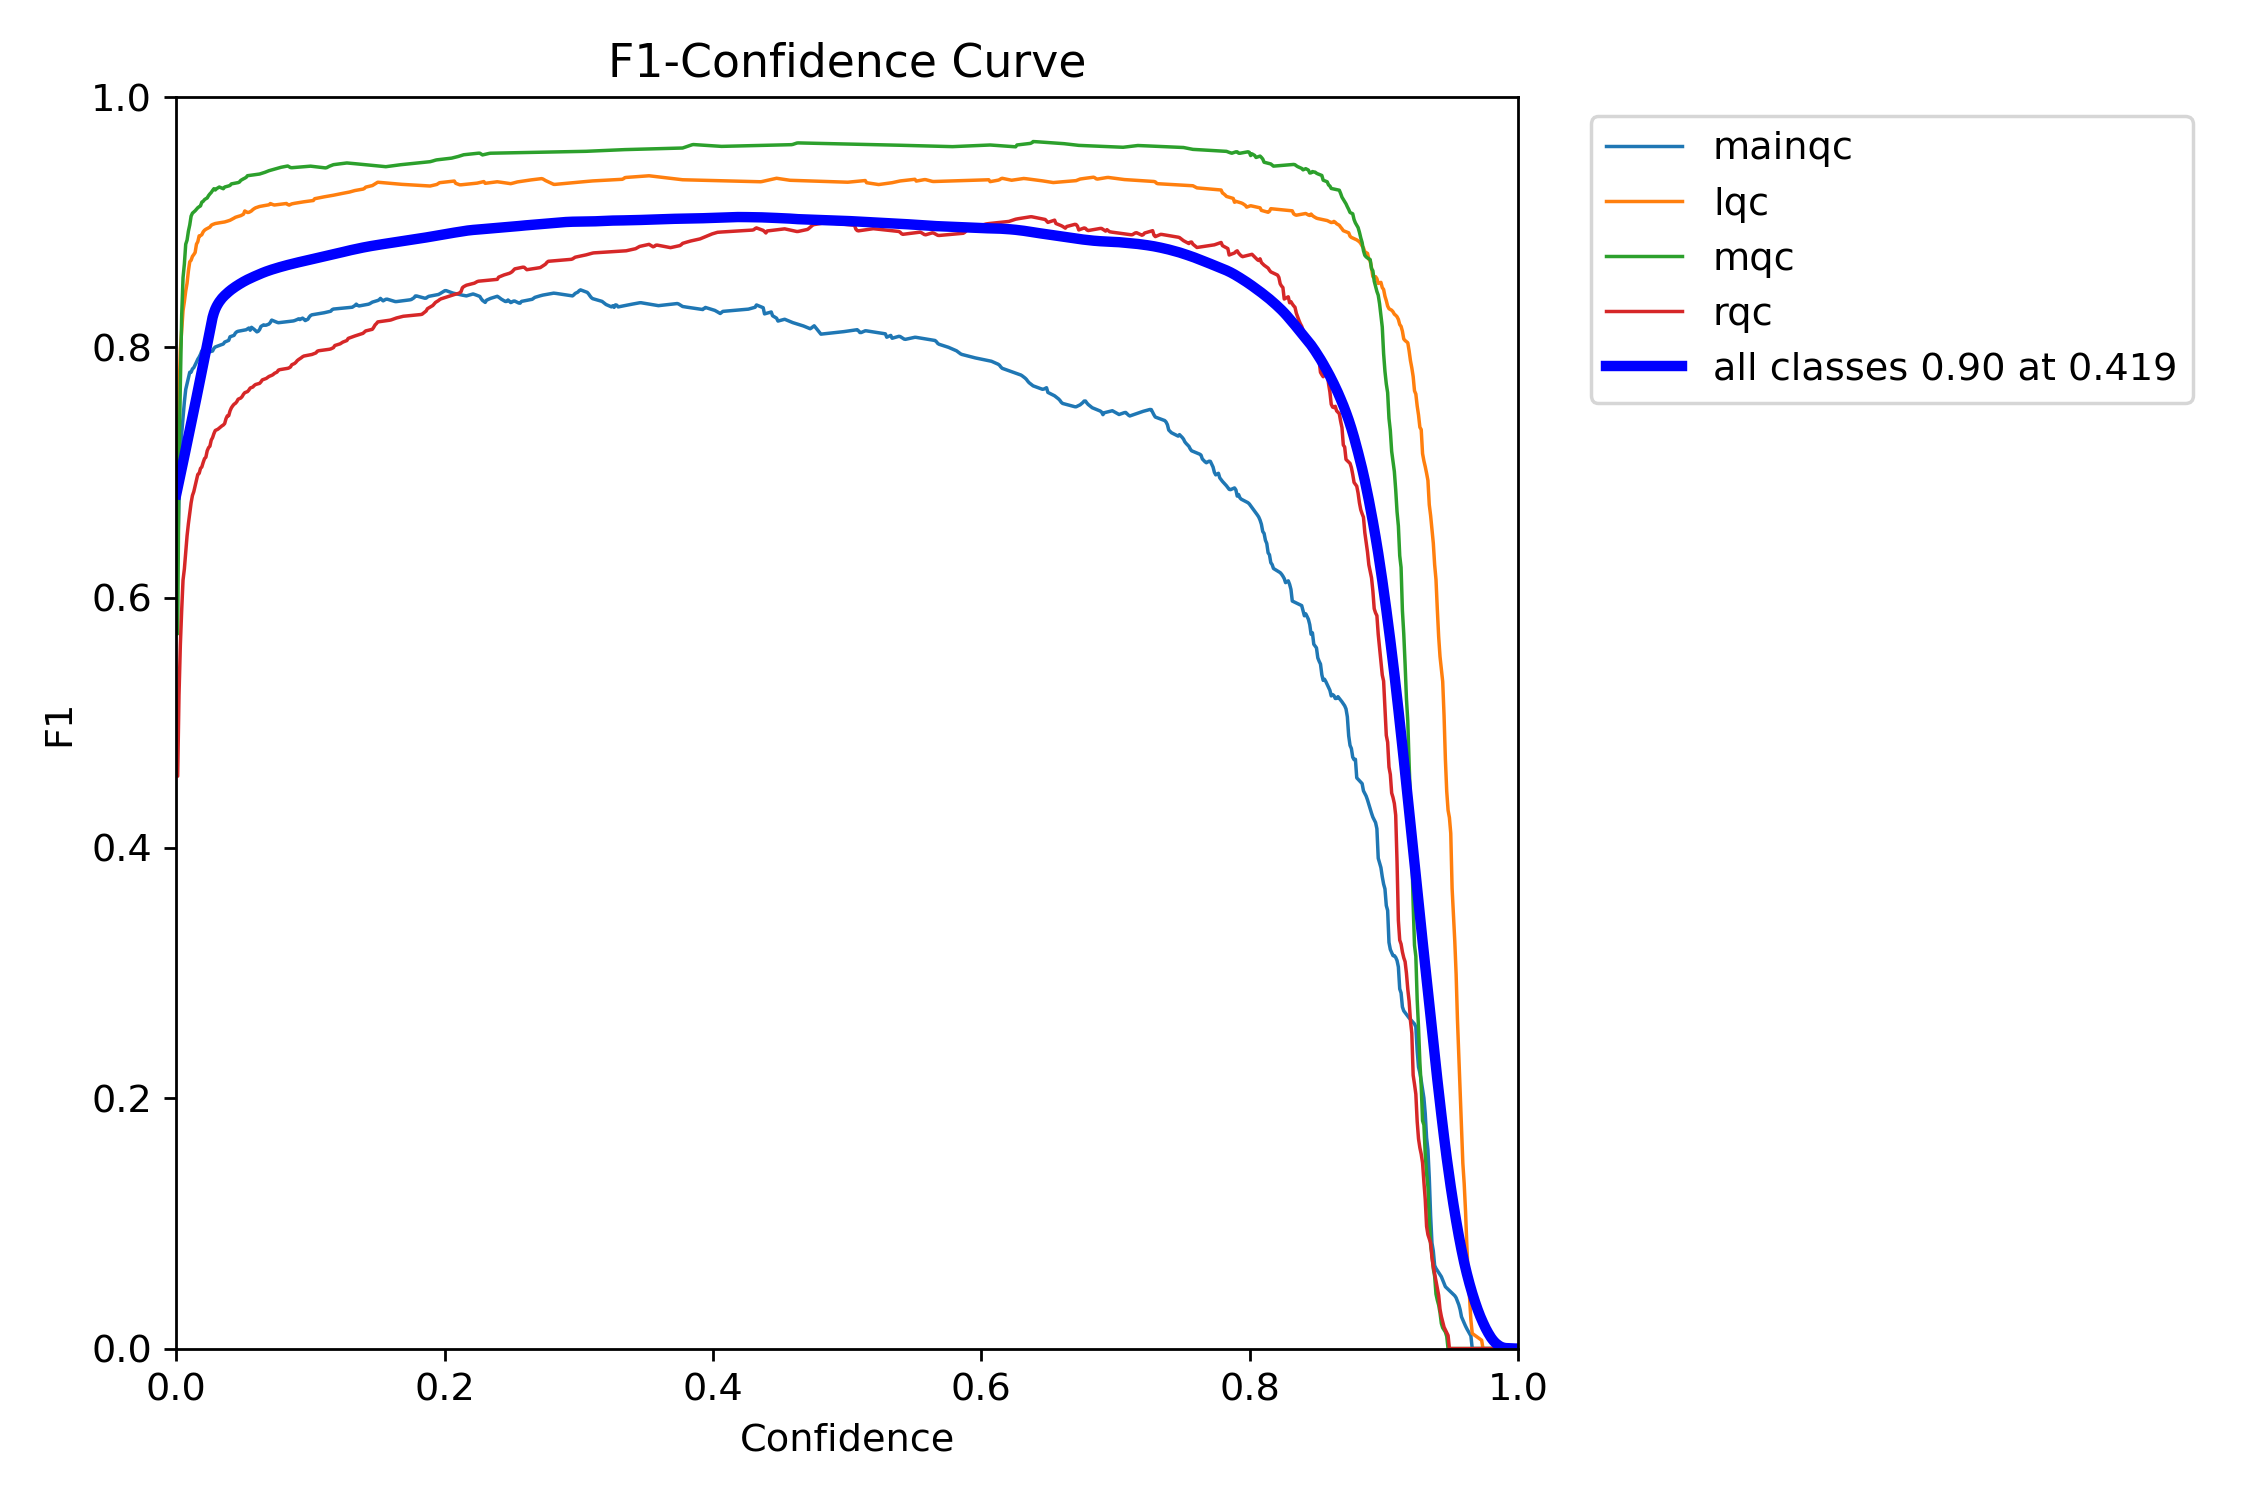 F1-Confidence Curve
1.0
0.8
0.6
0.4
0.2
0.0
F1
0.0 0.2 0.4 0.6 0.8 1.0
Confidence
mainqc
lqc
mqc
rqc
all classes 0.90 at 0.419